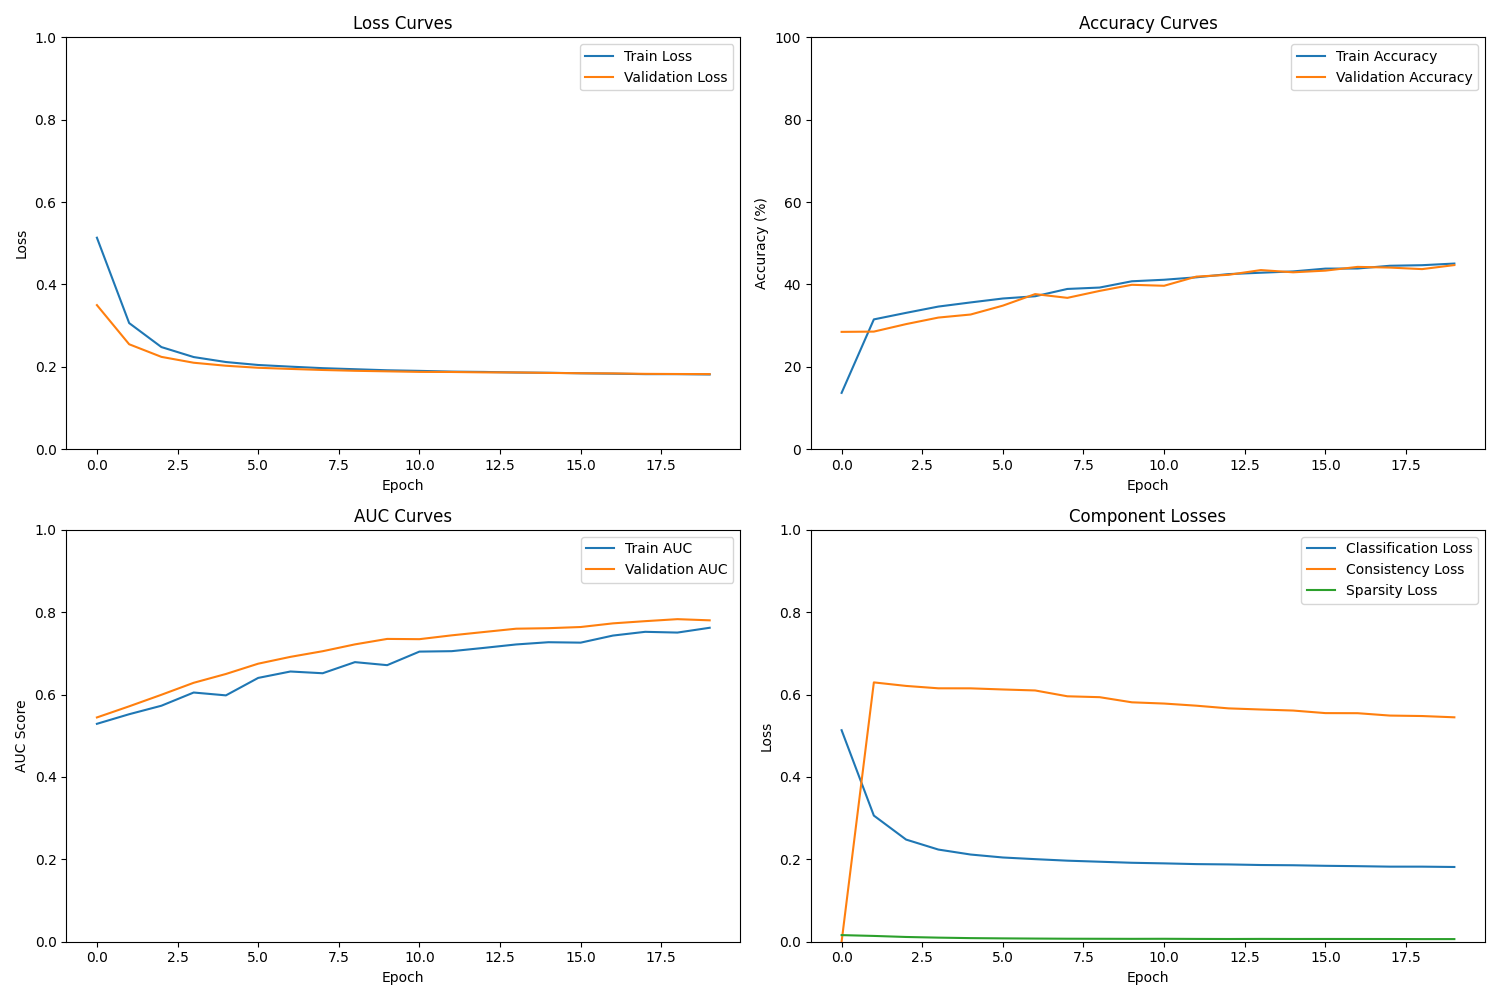 Loss Curves
1.0
0.8
0.6
0.4
0.2
0.0
Loss
Train Loss
Validation Loss
0.0 2.5 5.0 7.5 10.0 12.5 15.0 17.5
Epoch
Accuracy Curves
100
80
60
40
20
0
Accuracy (%)
Train Accuracy
Validation Accuracy
0.0 2.5 5.0 7.5 10.0 12.5 15.0 17.5
Epoch
AUC Curves
1.0
0.8
0.6
0.4
0.2
0.0
AUC Score
Train AUC
Validation AUC
0.0 2.5 5.0 7.5 10.0 12.5 15.0 17.5
Epoch
Component Losses
1.0
0.8
0.6
0.4
0.2
0.0
Loss
Classification Loss
Consistency Loss
Sparsity Loss
0.0 2.5 5.0 7.5 10.0 12.5 15.0 17.5
Epoch